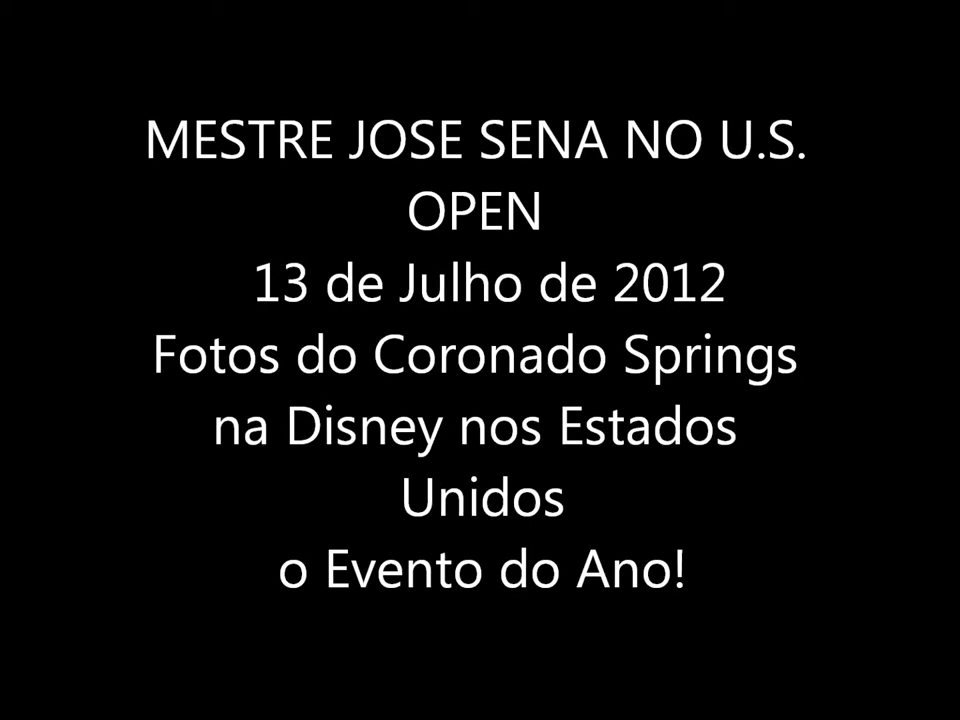 MESTRE JOSE SENA NO U.S.
OPEN
13 de Julho de 2012
Fotos do Coronado Springs
na Disney nos Estados
Unidos
o Evento do Ano!